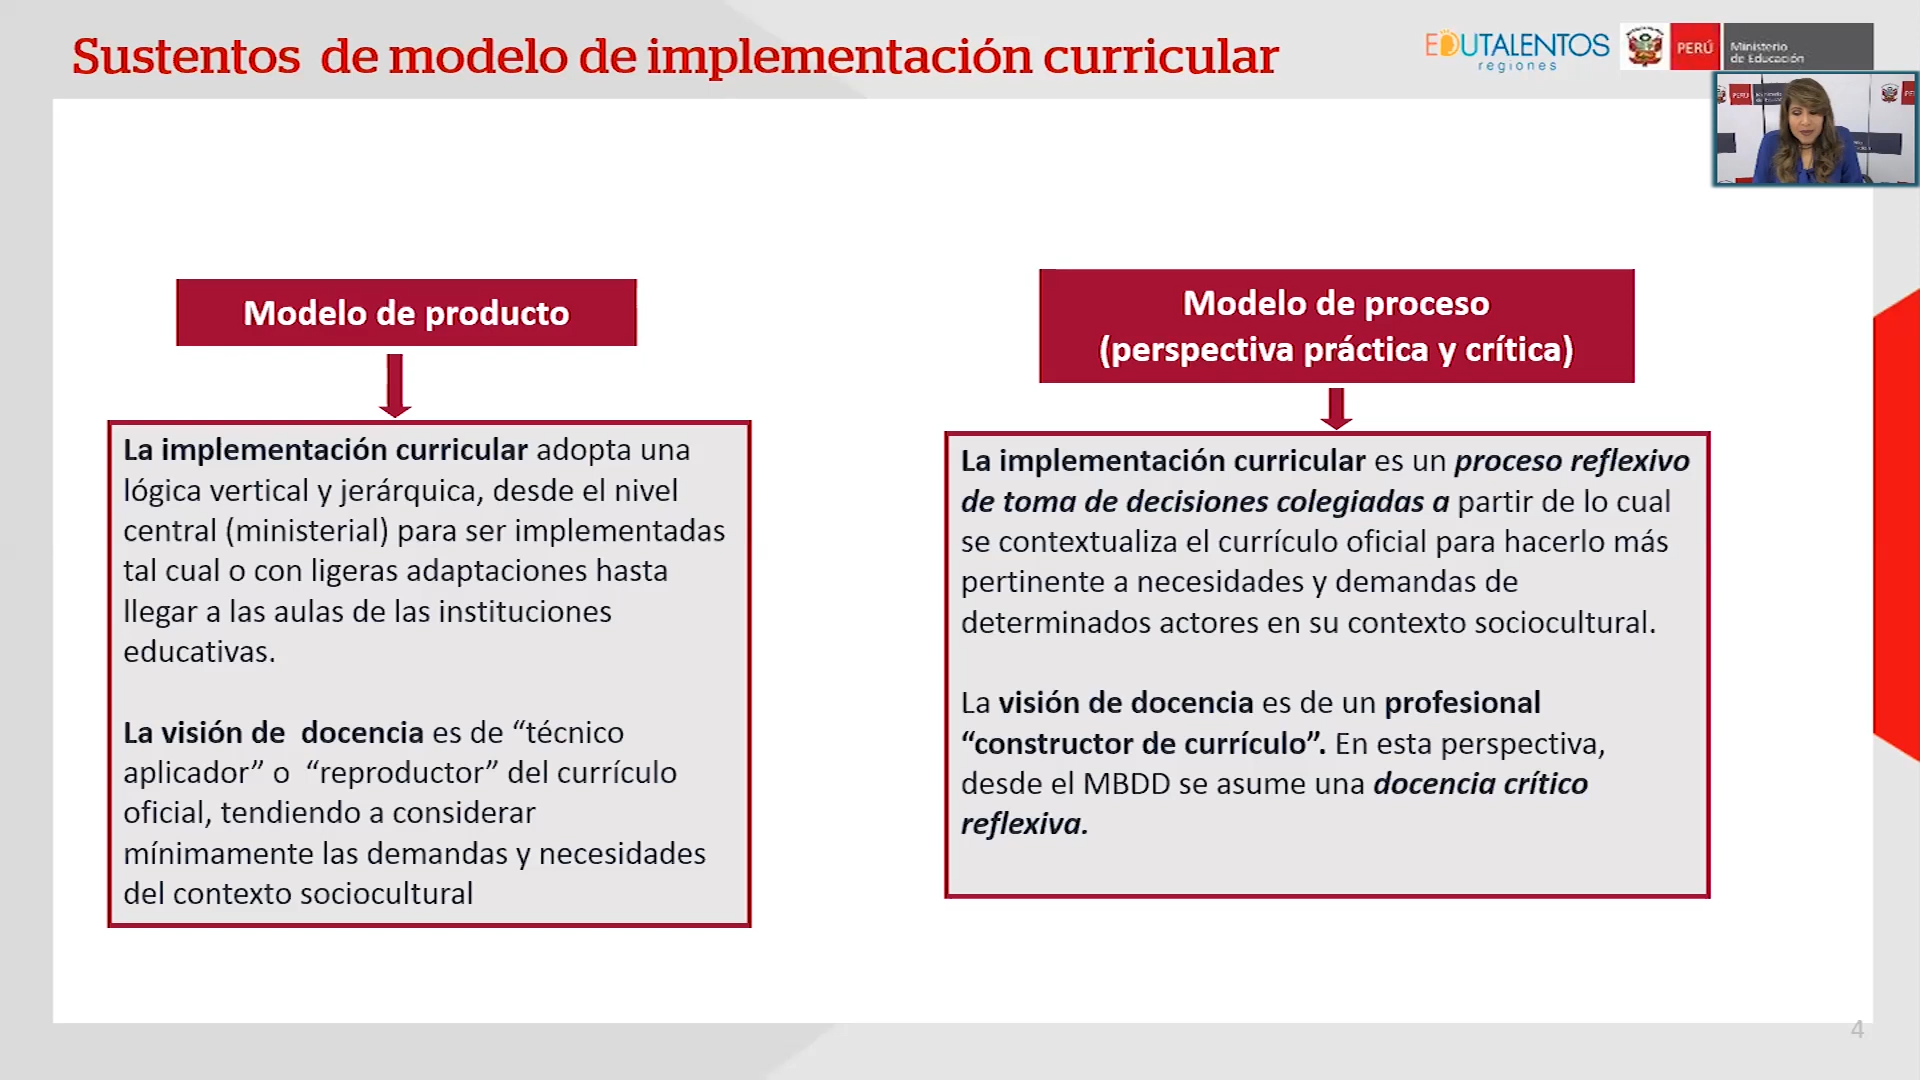 Sustentos de modelo de implementación curricular
EDUTALENTOS
regiones
PERÚ
Ministerio
de Educación
PERÚ
Modelo de producto
La implementación curricular adopta una
lógica vertical y jerárquica, desde el nivel
central (ministerial) para ser implementadas
tal cual o con ligeras adaptaciones hasta
llegar a las aulas de las instituciones
educativas.
La visión de docencia es de “técnico
aplicador” o “reproductor” del currículo
oficial, tendiendo a considerar
mínimamente las demandas y necesidades
del contexto sociocultural
Modelo de proceso
(perspectiva práctica y crítica)
La implementación curricular es un proceso reflexivo
de toma de decisiones colegiadas a partir de lo cual
se contextualiza el currículo oficial para hacerlo más
pertinente a necesidades y demandas de
determinados actores en su contexto sociocultural.
La visión de docencia es de un profesional
“constructor de currículo”. En esta perspectiva,
desde el MBDD se asume una docencia crítico
reflexiva.
4